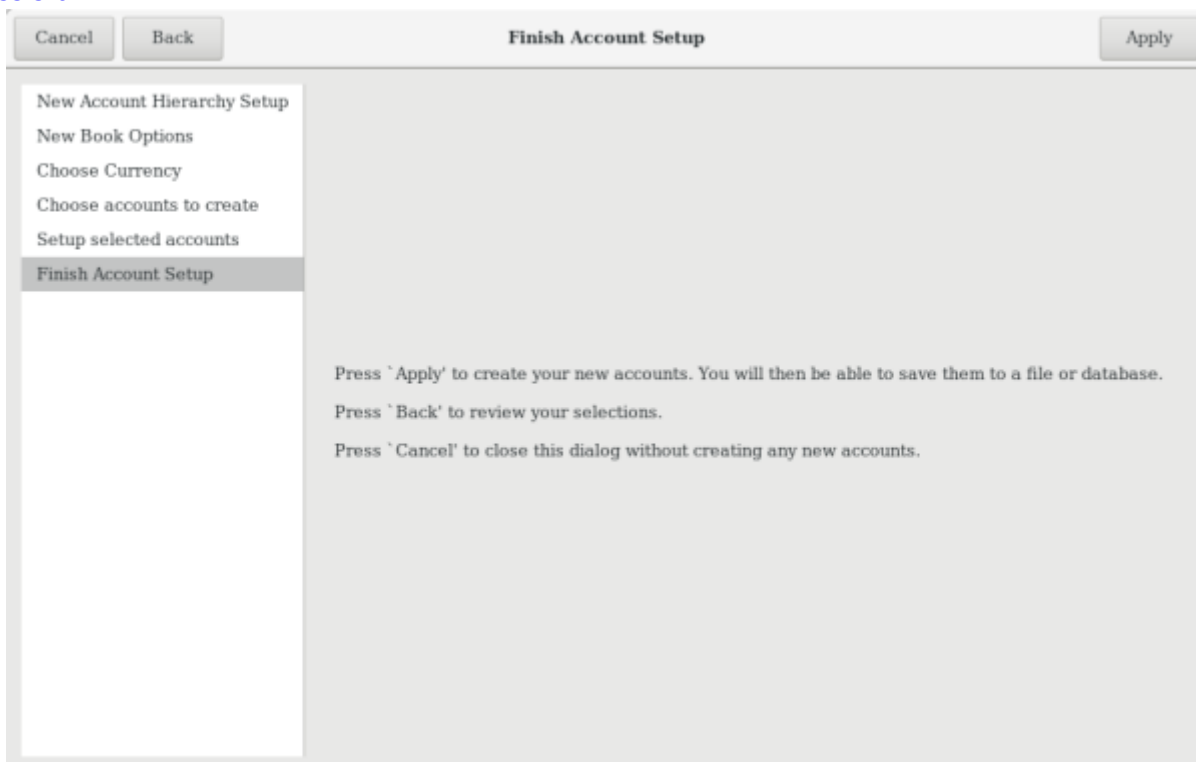 Cancel
Back
Finish Account Setup
Apply
New Account Hierarchy Setup
New Book Options
Choose Currency
Choose accounts to create
Setup selected accounts
Finish Account Setup
Press `Apply' to create your new accounts. You will then be able to save them to a file or database.
Press `Back' to review your selections.
Press `Cancel' to close this dialog without creating any new accounts.